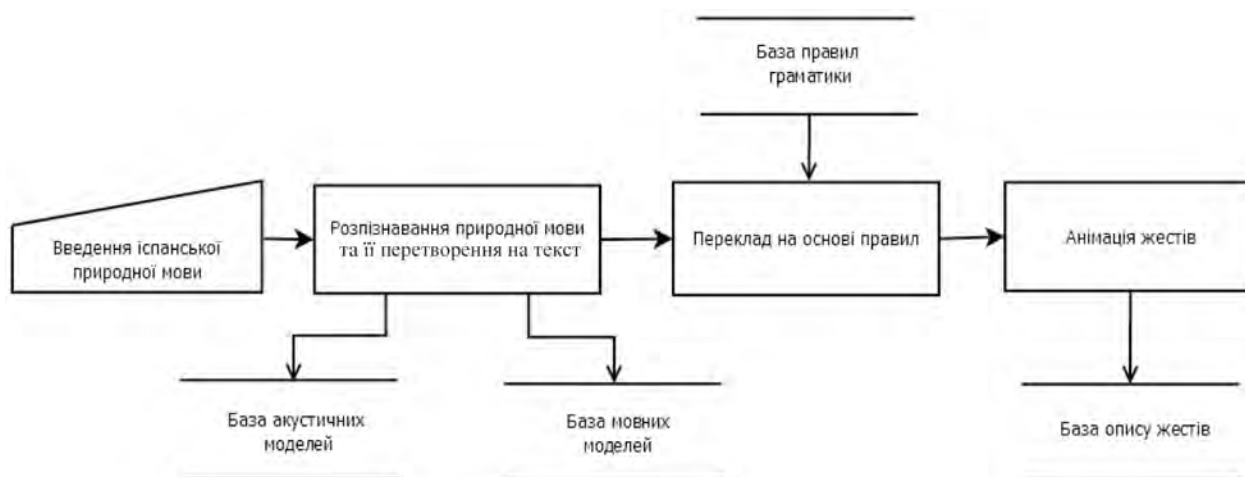 База правил
граматики
Введення іспанської
природної мови
Розпізнавання природної мови
та її перетворення на текст
Переклад на основі правил
Анімація жестів
База акустичних
моделей
База мовних
моделей
База опису жестів